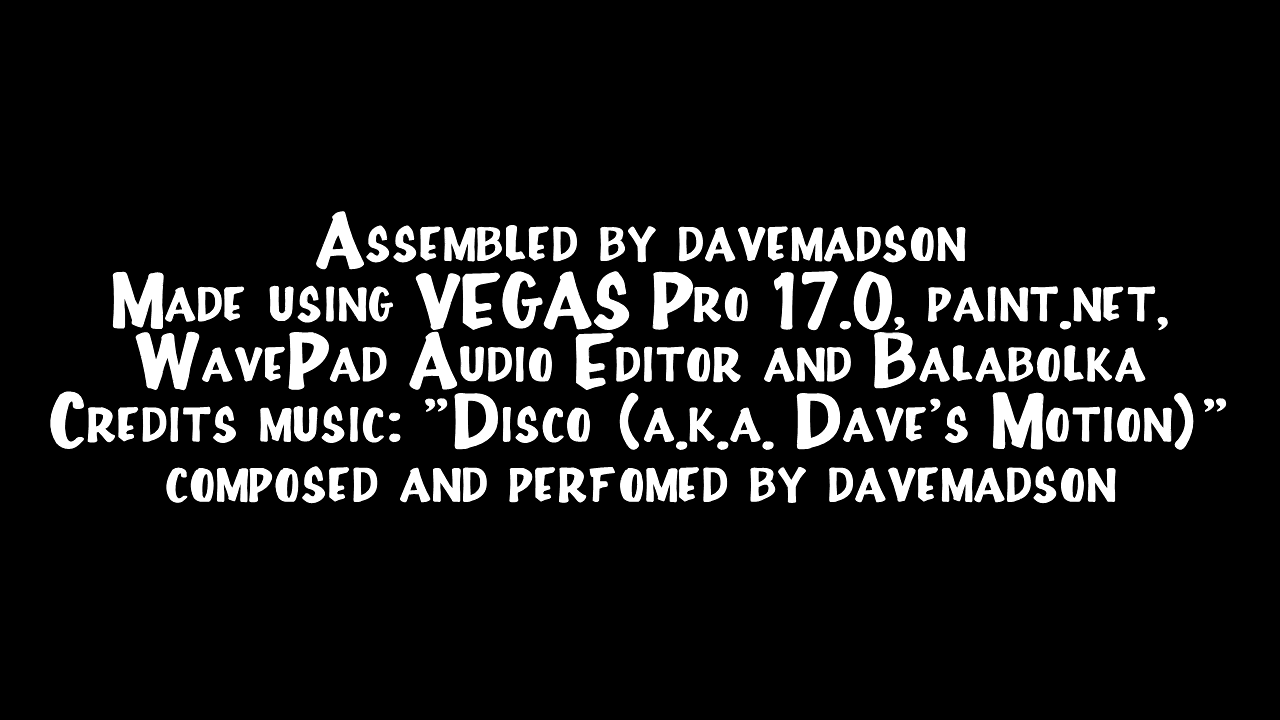 Assembled by davemadson
Made using VEGAS Pro 17.0, paint.net,
WavePad Audio Editor and Balabolka
Credits music: "Disco (a.k.a. Dave's Motion)"
composed and perfomed by davemadson